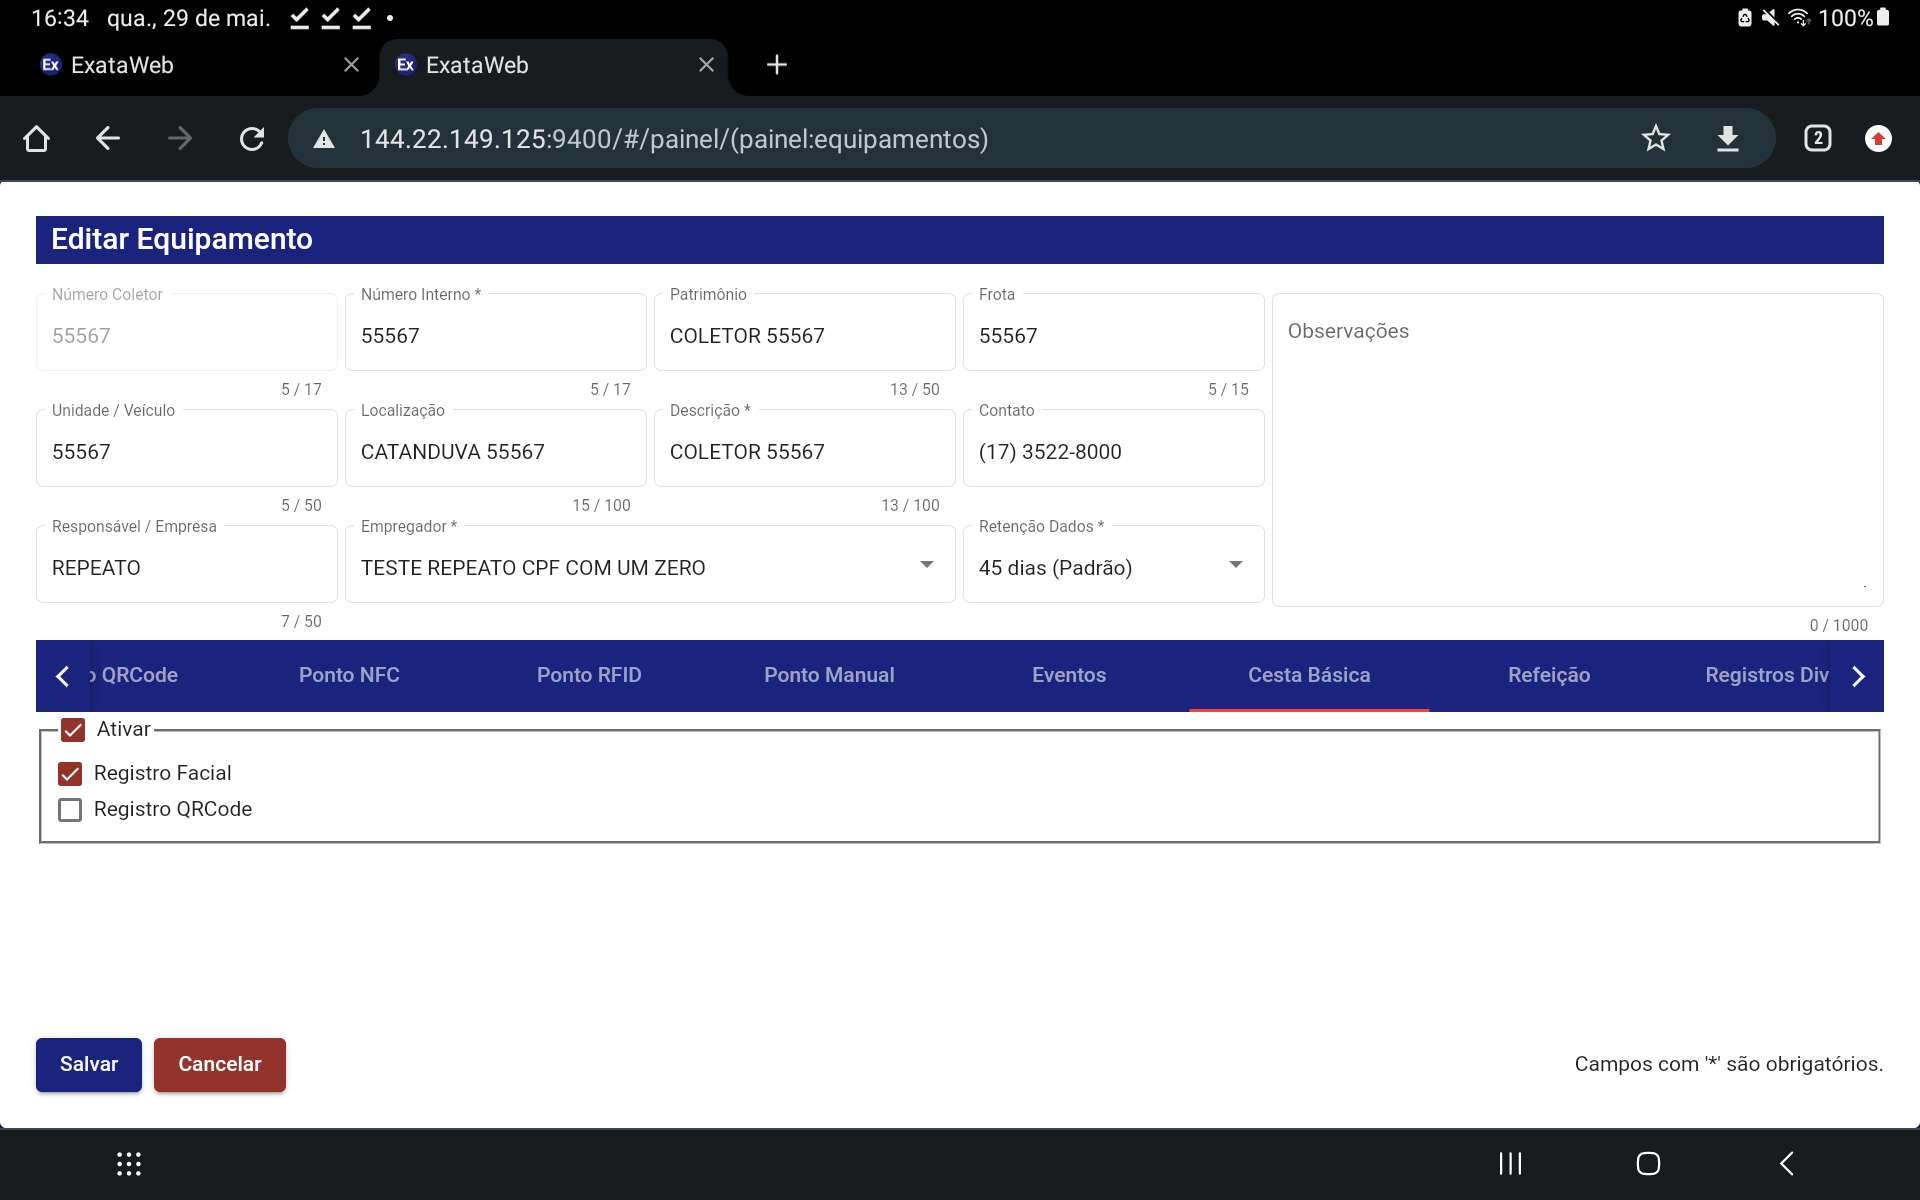 16:34 qua., 29 de mai.
100%
Ex ExataWeb
Ex ExataWeb
144.22.149.125:9400/#/painel/(painel:equipamentos)
2
Editar Equipamento
Número Coletor
55567
5 / 17
Número Interno *
55567
5 / 17
Patrimônio
COLETOR 55567
13 / 50
Frota
55567
5 / 15
Observações
0 / 1000
Unidade / Veículo
55567
5 / 50
Localização
CATANDUVA 55567
15 / 100
Descrição *
COLETOR 55567
13 / 100
Contato
(17) 3522-8000
Responsável / Empresa
REPEATO
7 / 50
Empregador *
TESTE REPEATO CPF COM UM ZERO
Retenção Dados *
45 dias (Padrão)
o QRCode Ponto NFC Ponto RFID Ponto Manual Eventos Cesta Básica Refeição Registros Div
Ativar
Registro Facial
Registro QRCode
Salvar Cancelar
Campos com '*' são obrigatórios.